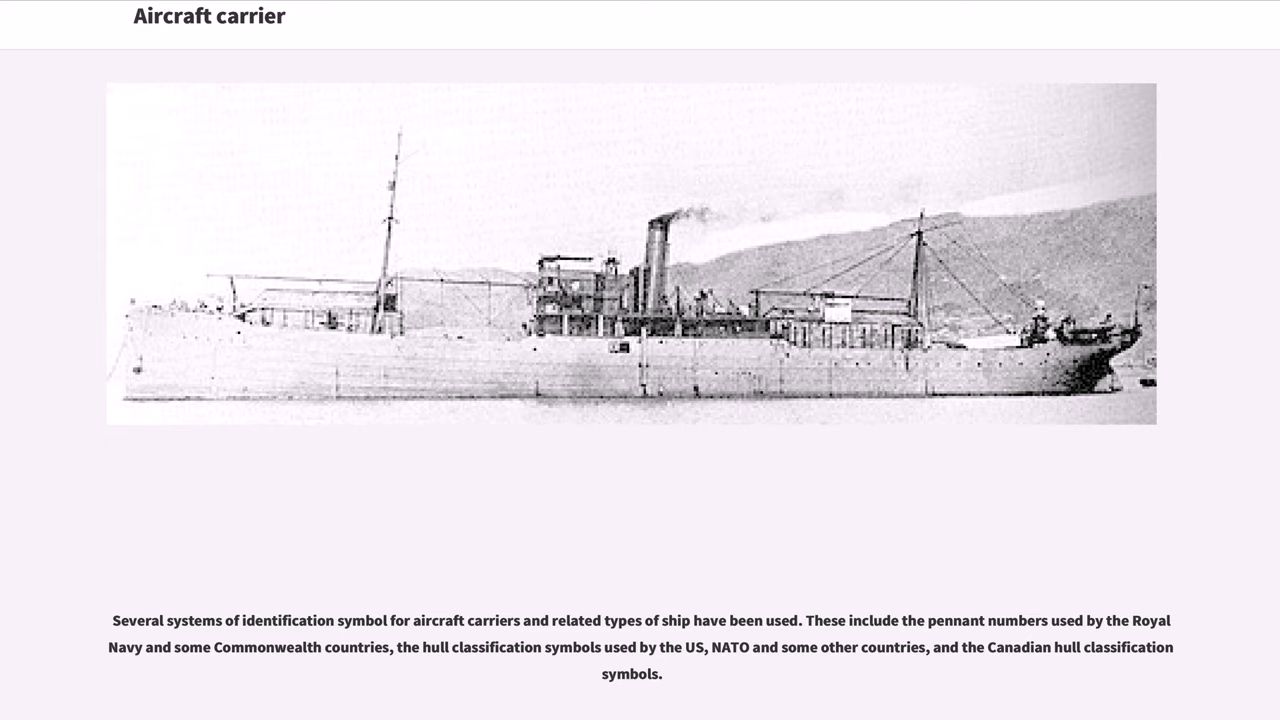 Aircraft carrier
Several systems of identification symbol for aircraft carriers and related types of ship have been used. These include the pennant numbers used by the Royal
Navy and some Commonwealth countries, the hull classification symbols used by the US, NATO and some other countries, and the Canadian hull classification
symbols.